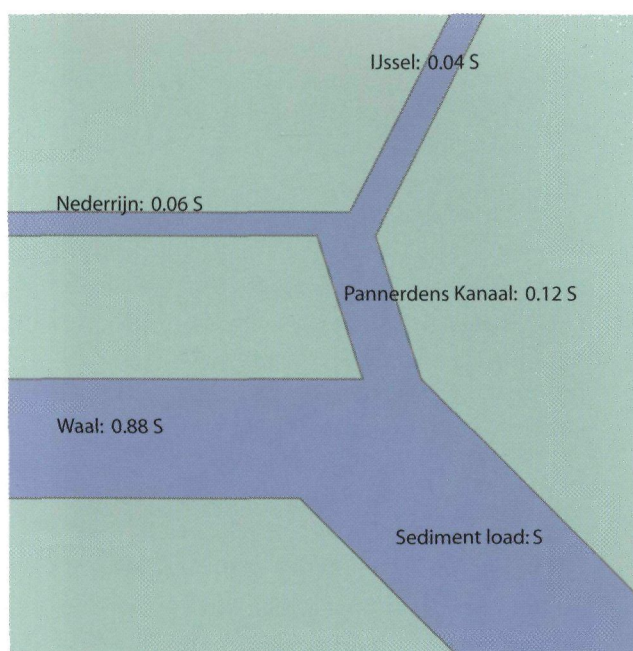 IJssel: 0.04 S
Nederrijn: 0.06 S
Pannerdens Kanaal: 0.12 S
Waal: 0.88 S
Sediment load: S